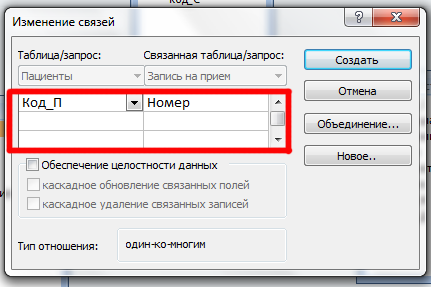 Изменение связей
Таблица/запрос: Связанная таблица/запрос:
Пациенты Запись на прием
Код_П Номер
Обеспечение целостности данных
каскадное обновление связанных полей
каскадное удаление связанных записей
Тип отношения: один-ко-многим
Создать
Отмена
Объединение...
Новое..